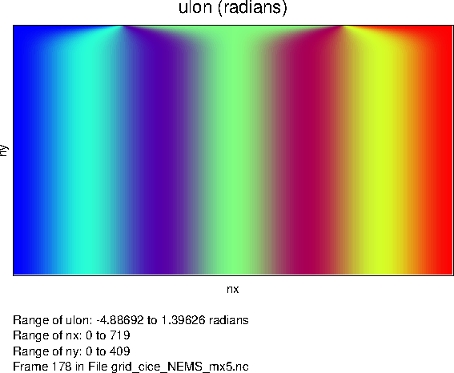 ulon (radians)
ny
nx
Range of ulon: -4.88692 to 1.39626 radians
Range of nx: 0 to 719
Range of ny: 0 to 409
Frame 178 in File grid_cice_NEMS_mx5.nc